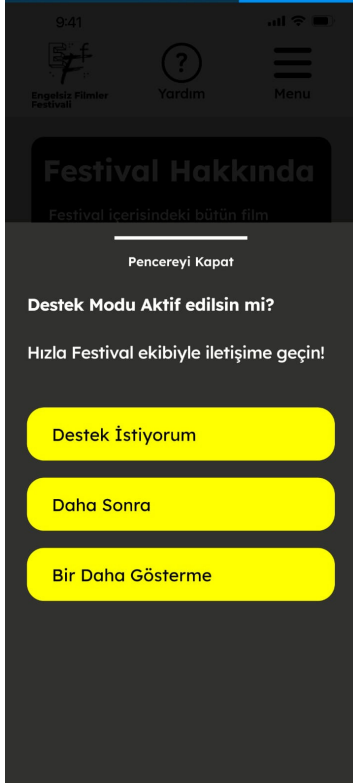 9:41
Engelsiz Filmler
Festivali
?
Yardım
Menu
Festival Hakkında
Festival içerisindeki bütün film
Pencereyi Kapat
Destek Modu Aktif edilsin mi?
Hızla Festival ekibiyle iletişime geçin!
Destek İstiyorum
Daha Sonra
Bir Daha Gösterme